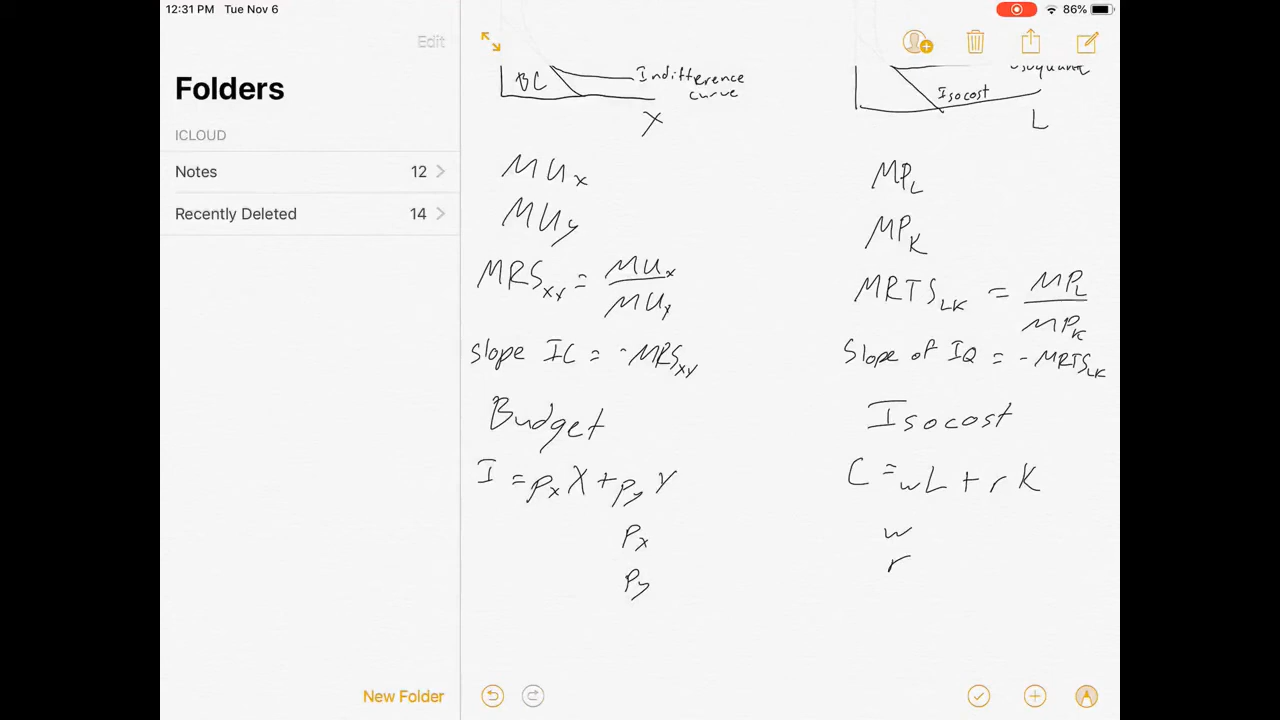 12:31 PM Tue Nov 6
86%
Edit
Folders
ICLOUD
Notes 12
Recently Deleted 14
New Folder
BC
Indifference
curve
X
MUx
MUy
MRSxy = MUx / MUy
Slope IC = -MRSxy
Budget
I = PxX + PyY
Px
Py
Isoquant
Isocost
L
MPL
MPK
MRTSLK = MPL / MPK
Slope of IQ = -MRTSLK
Isocost
C = wL + rK
w
r